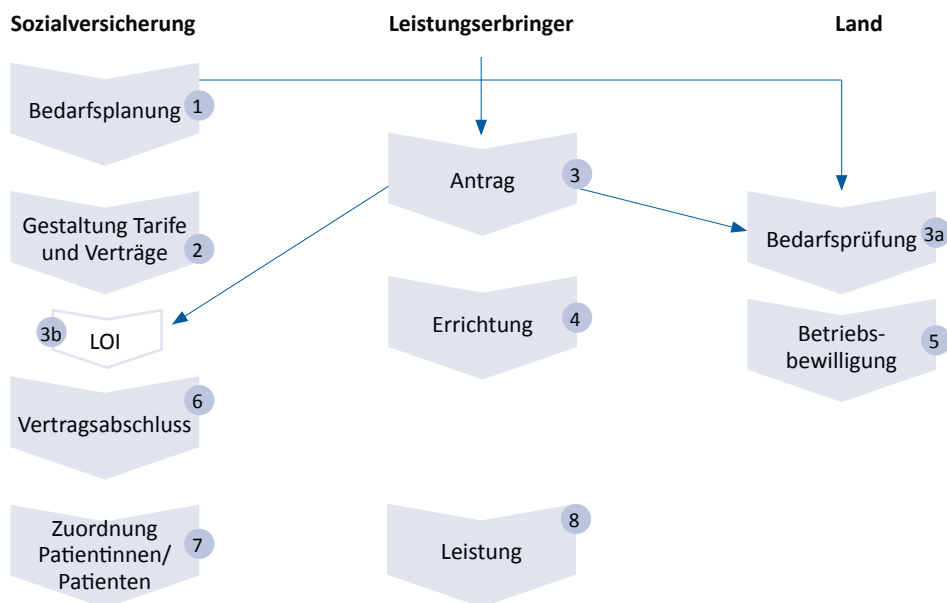 Sozialversicherung
Leistungserbringer
Land
Bedarfsplanung 1
Antrag 3
Gestaltung Tarife
und Verträge 2
Bedarfsprüfung 3a
3b LOI
Errichtung 4
Betriebs-
bewilligung 5
Vertragsabschluss 6
Zuordnung
Patientinnen/
Patienten 7
Leistung 8